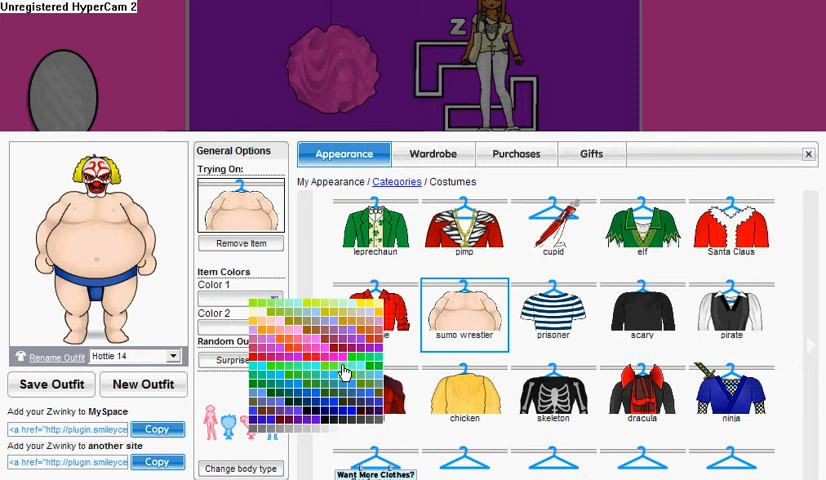 Unregistered HyperCam 2
Z
General Options
Trying On:
Remove Item
Item Colors
Color 1
Color 2
Random Ou
Surprise
Change body type
Appearance
Wardrobe
Purchases
Gifts
My Appearance / Categories / Costumes
leprechaun
pimp
cupid
elf
Santa Claus
sumo wrestler
prisoner
scary
pirate
chicken
skeleton
dracula
ninja
Want More Clothes?
Rename Outfit
Hottie 14
Save Outfit
New Outfit
Add your Zwinky to MySpace
<a href="http://plugin.smileyce
Copy
Add your Zwinky to another site
<a href="http://plugin.smileyce
Copy